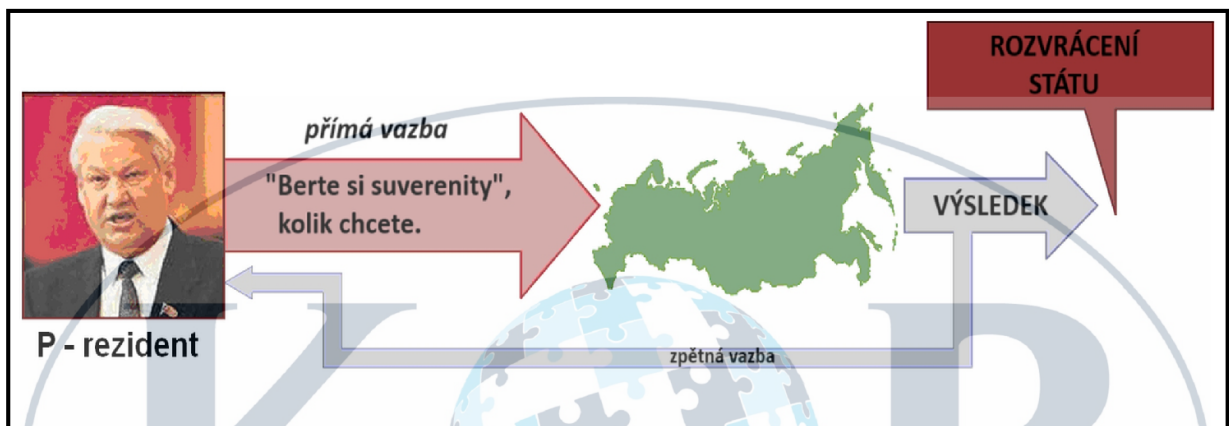 ROZVRÁCENÍ
STÁTU
přímá vazba
"Berte si suverenity",
kolik chcete.
VÝSLEDEK
zpětná vazba
P - rezident
K P